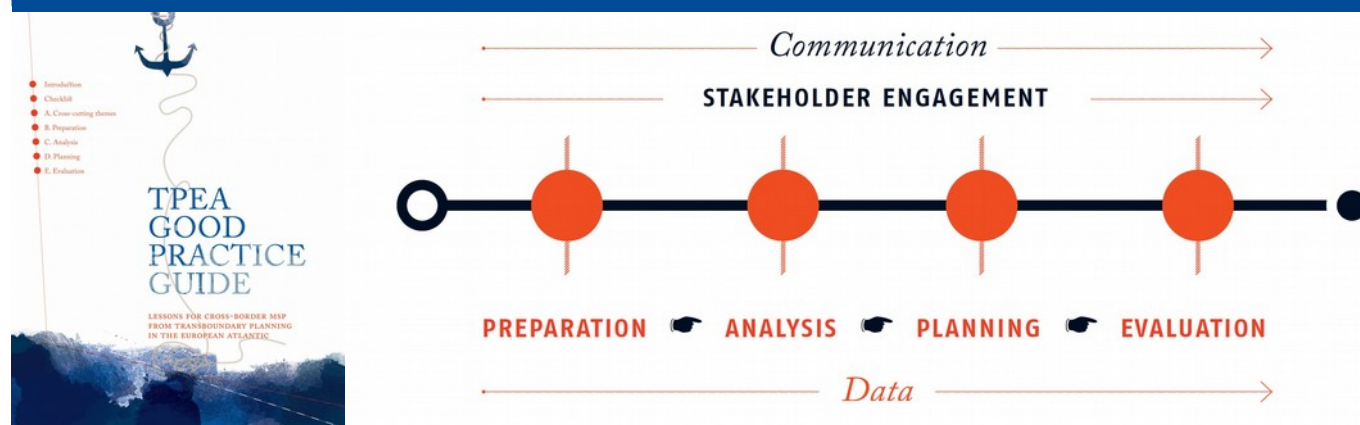 Introduction
Checklist
A. Cross-cutting themes
B. Preparation
C. Analysis
D. Planning
E. Evaluation
TPEA
GOOD
PRACTICE
GUIDE
LESSONS FOR CROSS-BORDER MSP
FROM TRANSBOUNDARY PLANNING
IN THE EUROPEAN ATLANTIC
Communication
STAKEHOLDER ENGAGEMENT
PREPARATION ANALYSIS PLANNING EVALUATION
Data